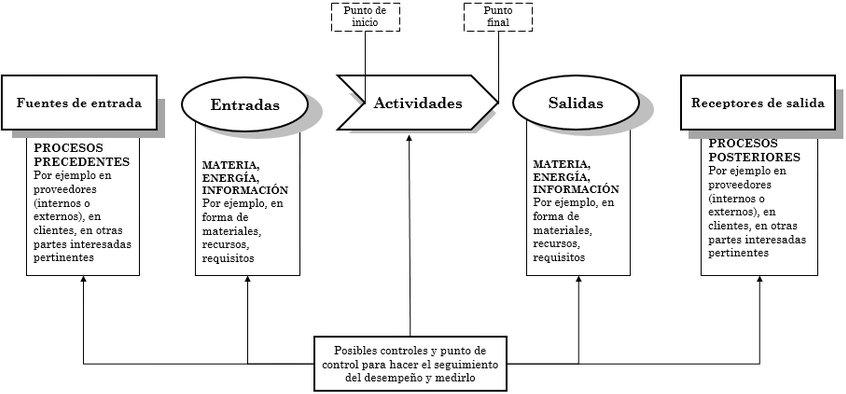 Punto de
inicio
Punto
final
Fuentes de entrada
Entradas
Actividades
Salidas
Receptores de salida
PROCESOS
PRECEDENTES
Por ejemplo en
proveedores
(internos o
externos), en
clientes, en otras
partes interesadas
pertinentes
MATERIA,
ENERGÍA,
INFORMACIÓN
Por ejemplo, en
forma de
materiales,
recursos,
requisitos
MATERIA,
ENERGÍA,
INFORMACIÓN
Por ejemplo, en
forma de
materiales,
recursos,
requisitos
PROCESOS
POSTERIORES
Por ejemplo en
proveedores
(internos o
externos), en
clientes, en otras
partes interesadas
pertinentes
Posibles controles y punto de
control para hacer el seguimiento
del desempeño y medirlo